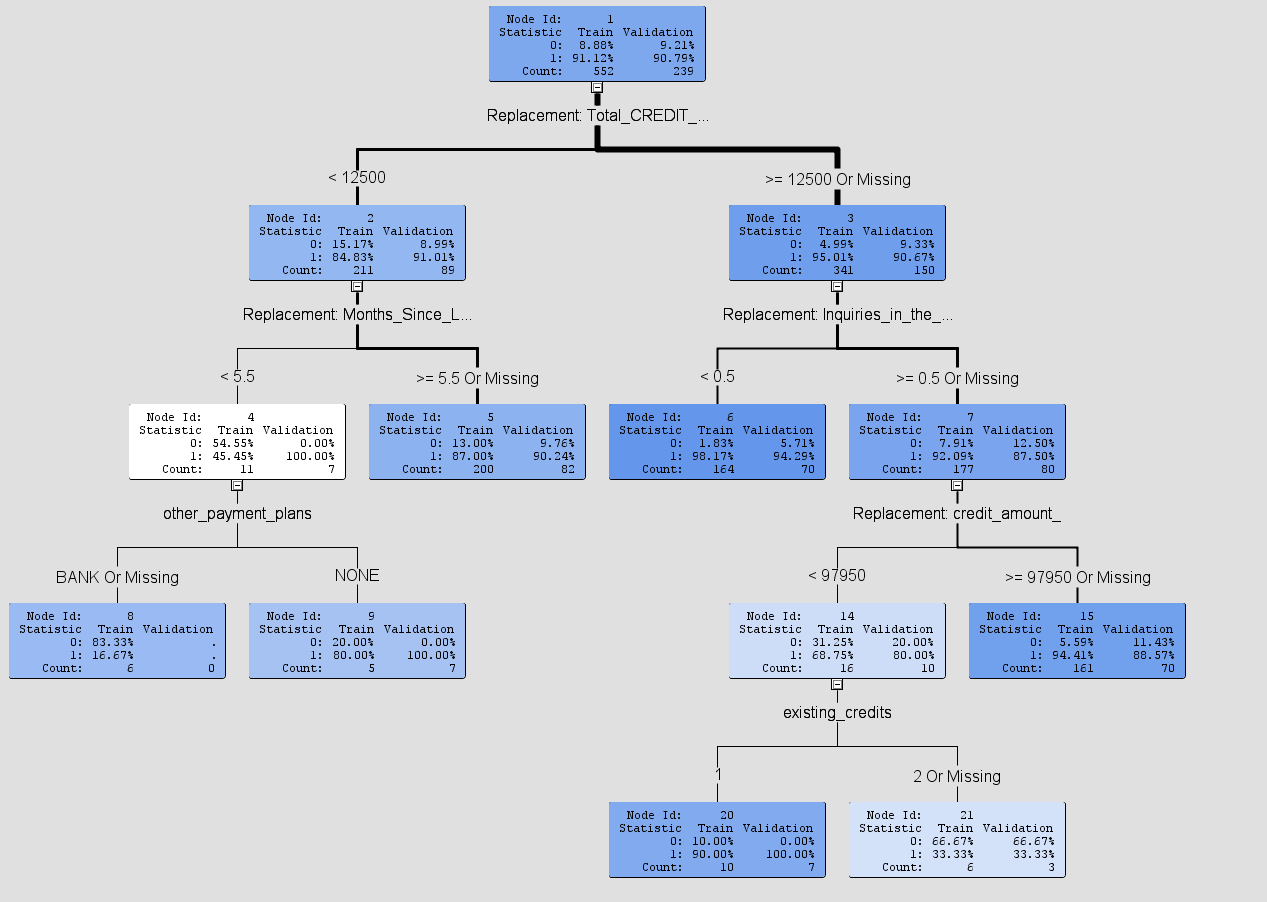 Node Id: 1
Statistic Train Validation
0: 8.88% 9.21%
1: 91.12% 90.79%
Count: 552 239
Replacement: Total_CREDIT_...
< 12500
>= 12500 Or Missing
Node Id: 2
Statistic Train Validation
0: 15.17% 8.99%
1: 84.83% 91.01%
Count: 211 89
Node Id: 3
Statistic Train Validation
0: 4.99% 9.33%
1: 95.01% 90.67%
Count: 341 150
Replacement: Months_Since_L...
Replacement: Inquiries_in_the_...
< 5.5
>= 5.5 Or Missing
< 0.5
>= 0.5 Or Missing
Node Id: 4
Statistic Train Validation
0: 54.55% 0.00%
1: 45.45% 100.00%
Count: 11 7
Node Id: 5
Statistic Train Validation
0: 13.00% 9.76%
1: 87.00% 90.24%
Count: 200 82
Node Id: 6
Statistic Train Validation
0: 1.83% 5.71%
1: 98.17% 94.29%
Count: 164 70
Node Id: 7
Statistic Train Validation
0: 7.91% 12.50%
1: 92.09% 87.50%
Count: 177 80
other_payment_plans
Replacement: credit_amount_
BANK Or Missing
NONE
< 97950
>= 97950 Or Missing
Node Id: 8
Statistic Train Validation
0: 83.33% .
1: 16.67% .
Count: 6 0
Node Id: 9
Statistic Train Validation
0: 20.00% 0.00%
1: 80.00% 100.00%
Count: 5 7
Node Id: 14
Statistic Train Validation
0: 31.25% 20.00%
1: 68.75% 80.00%
Count: 16 10
Node Id: 15
Statistic Train Validation
0: 5.59% 11.43%
1: 94.41% 88.57%
Count: 161 70
existing_credits
1
2 Or Missing
Node Id: 20
Statistic Train Validation
0: 10.00% 0.00%
1: 90.00% 100.00%
Count: 10 7
Node Id: 21
Statistic Train Validation
0: 66.67% 66.67%
1: 33.33% 33.33%
Count: 6 3